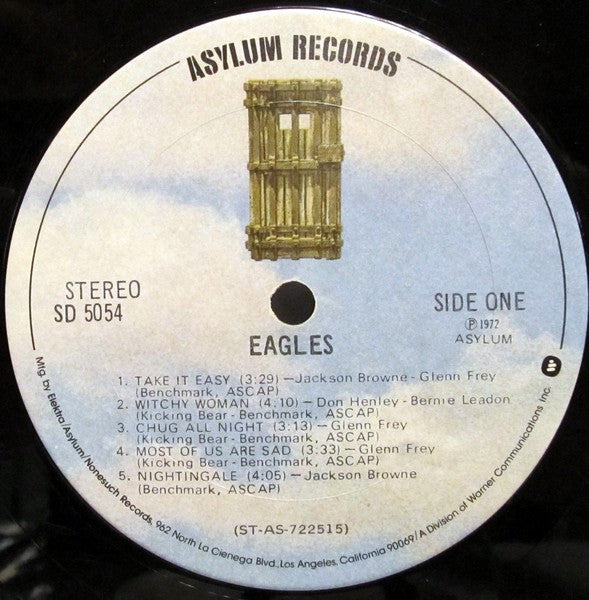 ASYLUM RECORDS
STEREO
SD 5054
SIDE ONE
Ⓟ 1972
ASYLUM
EAGLES
1. TAKE IT EASY (3:29) — Jackson Browne - Glenn Frey
(Benchmark, ASCAP)
2. WITCHY WOMAN (4:10) — Don Henley - Bernie Leadon
(Kicking Bear - Benchmark, ASCAP)
3. CHUG ALL NIGHT (3:13) — Glenn Frey
(Kicking Bear - Benchmark, ASCAP)
4. MOST OF US ARE SAD (3:33) — Glenn Frey
(Kicking Bear - Benchmark, ASCAP)
5. NIGHTINGALE (4:05) — Jackson Browne
(Benchmark, ASCAP)
(ST-AS-722515)
Mfg. by Elektra/Asylum/Nonesuch Records, 962 North La Cienega Blvd., Los Angeles, California 90069/A Division of Warner Communications Inc.